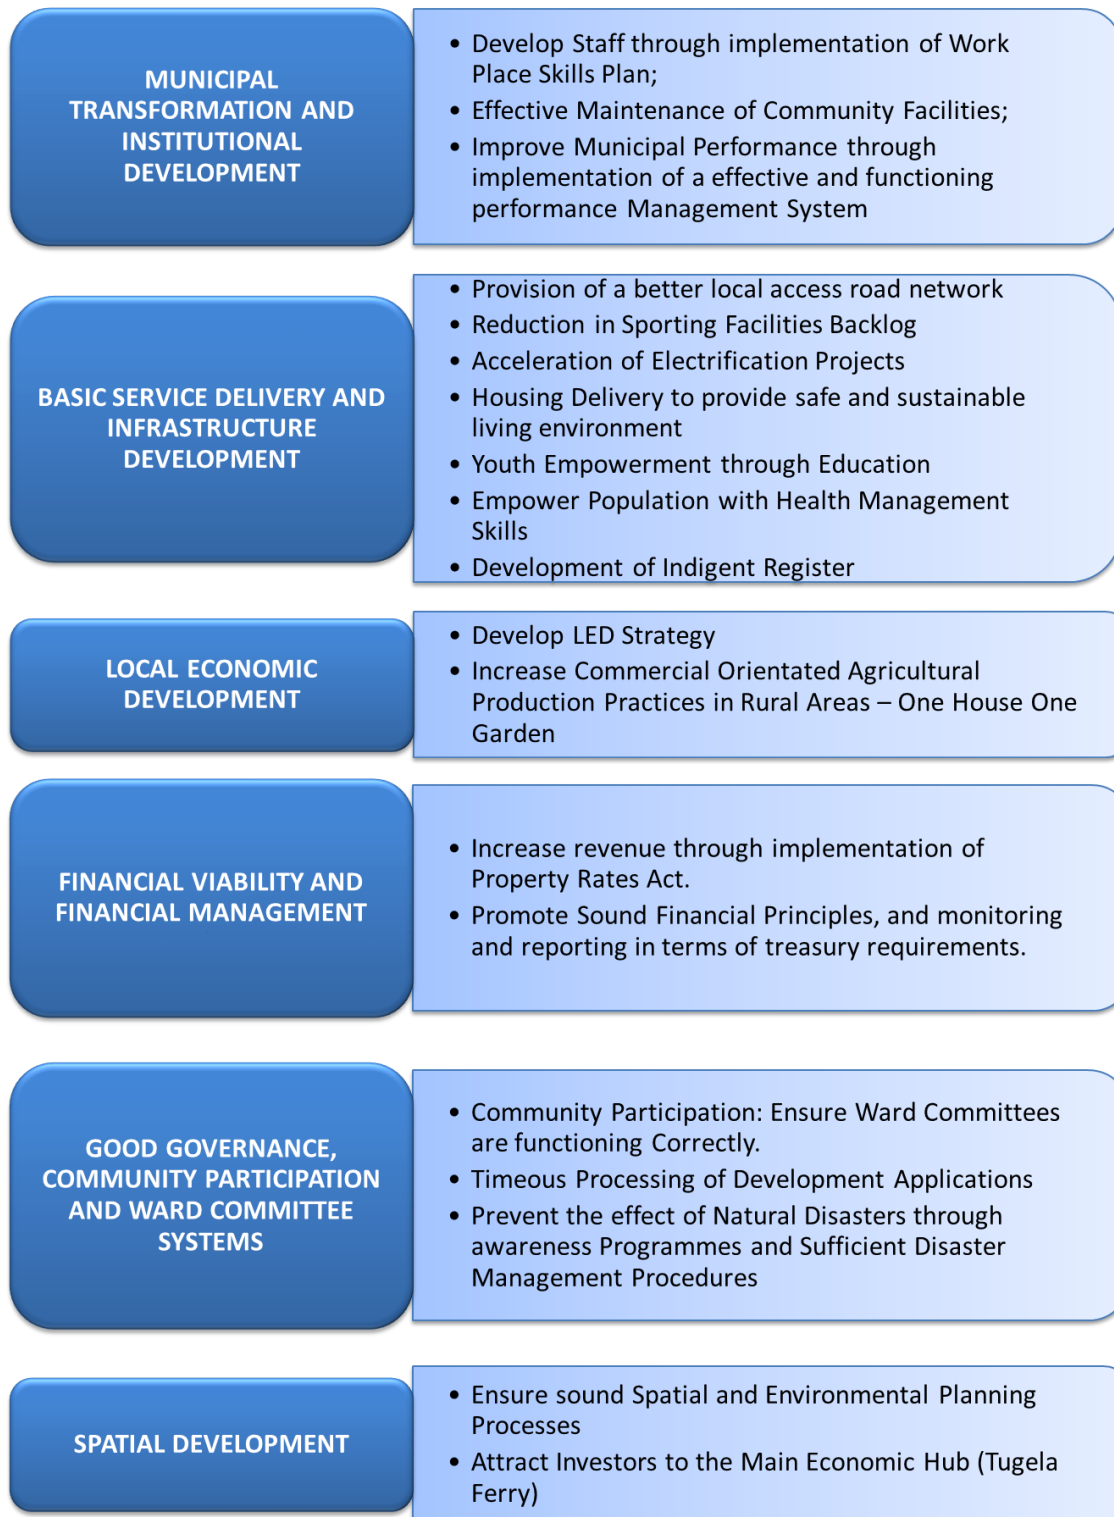 MUNICIPAL
TRANSFORMATION AND
INSTITUTIONAL
DEVELOPMENT
• Develop Staff through implementation of Work
Place Skills Plan;
• Effective Maintenance of Community Facilities;
• Improve Municipal Performance through
implementation of a effective and functioning
performance Management System
BASIC SERVICE DELIVERY AND
INFRASTRUCTURE
DEVELOPMENT
• Provision of a better local access road network
• Reduction in Sporting Facilities Backlog
• Acceleration of Electrification Projects
• Housing Delivery to provide safe and sustainable
living environment
• Youth Empowerment through Education
• Empower Population with Health Management
Skills
• Development of Indigent Register
LOCAL ECONOMIC
DEVELOPMENT
• Develop LED Strategy
• Increase Commercial Orientated Agricultural
Production Practices in Rural Areas – One House One
Garden
FINANCIAL VIABILITY AND
FINANCIAL MANAGEMENT
• Increase revenue through implementation of
Property Rates Act.
• Promote Sound Financial Principles, and monitoring
and reporting in terms of treasury requirements.
GOOD GOVERNANCE,
COMMUNITY PARTICIPATION
AND WARD COMMITTEE
SYSTEMS
• Community Participation: Ensure Ward Committees
are functioning Correctly.
• Timeous Processing of Development Applications
• Prevent the effect of Natural Disasters through
awareness Programmes and Sufficient Disaster
Management Procedures
SPATIAL DEVELOPMENT
• Ensure sound Spatial and Environmental Planning
Processes
• Attract Investors to the Main Economic Hub (Tugela
Ferry)